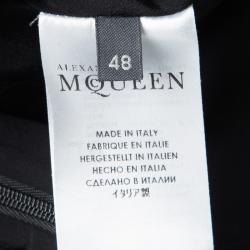 48
ALEXANDER
McQUEEN
MADE IN ITALY
FABRIQUE EN ITALIE
HERGESTELLT IN ITALIEN
HECHO EN ITALIA
СДЕЛАНО В ИТАЛИИ
イタリア製